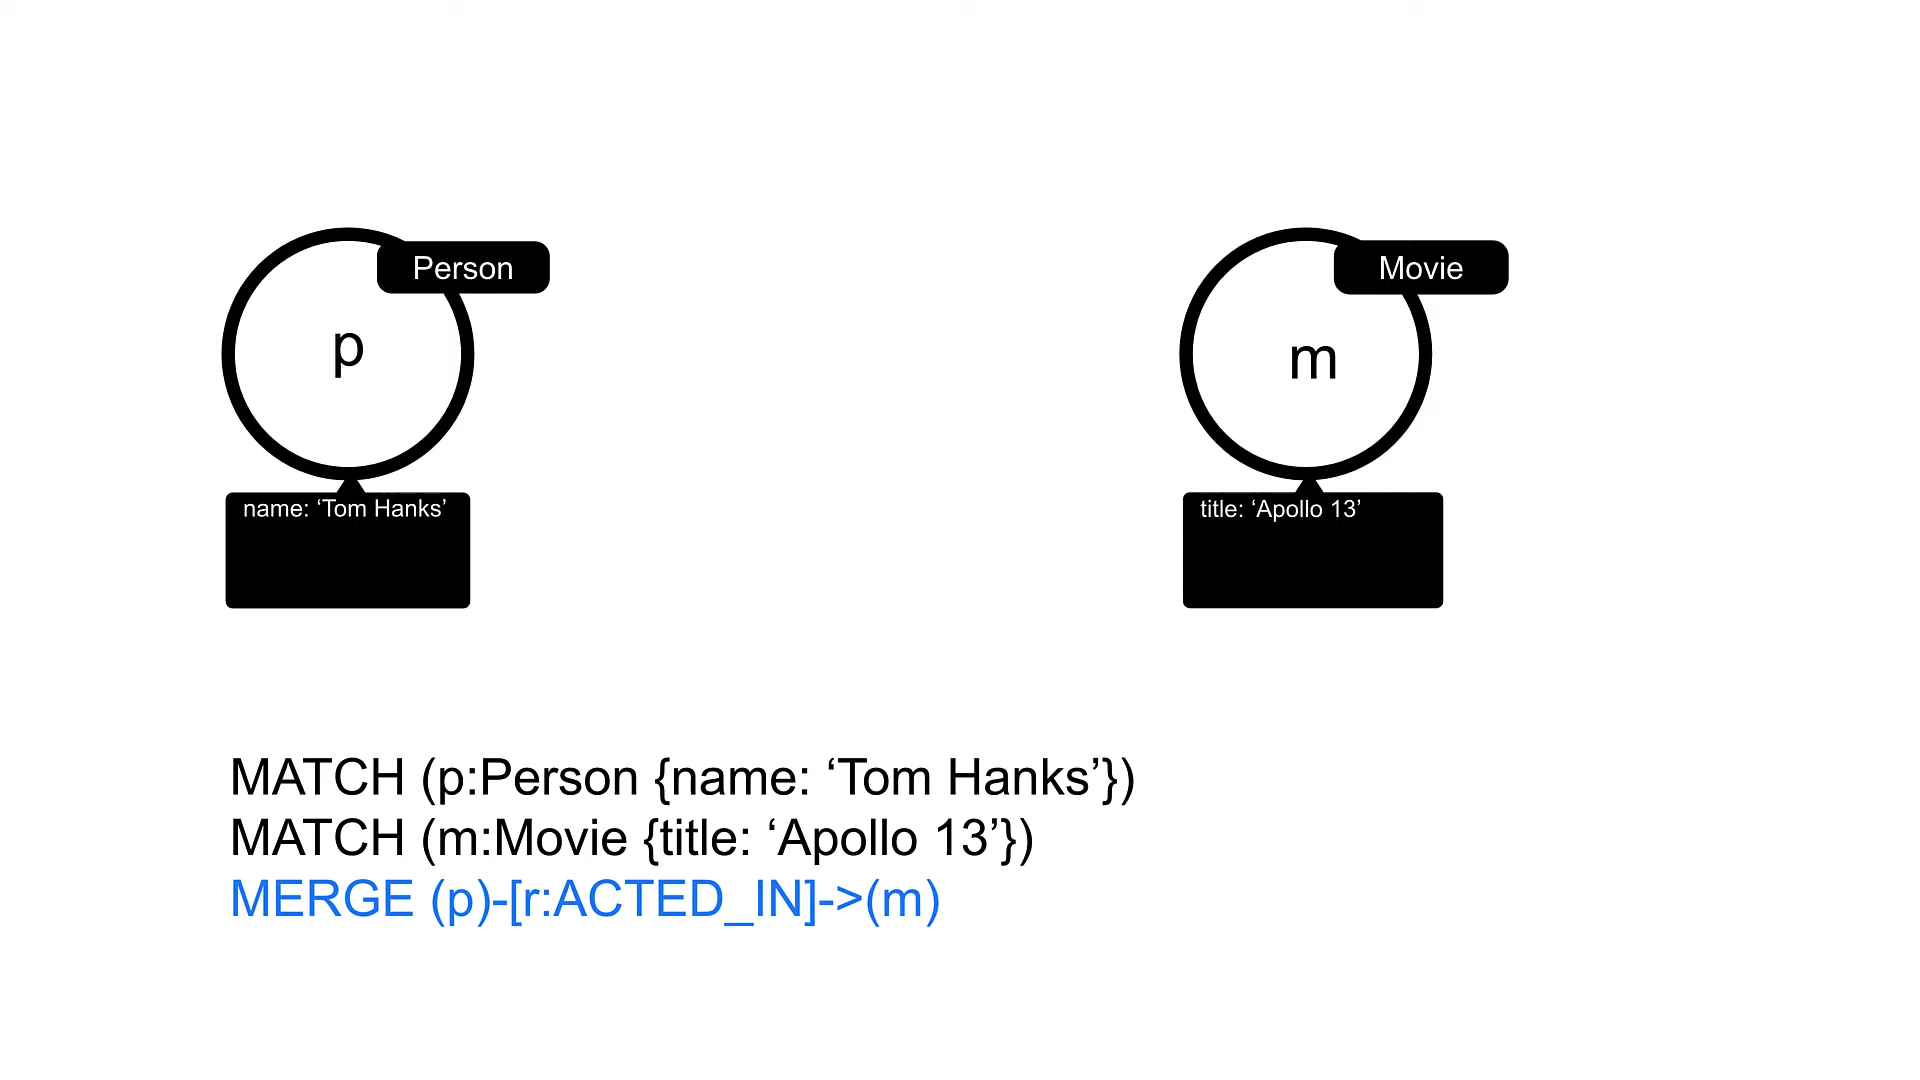 Person
Movie
p
m
name: ‘Tom Hanks’
title: ‘Apollo 13’
MATCH (p:Person {name: ‘Tom Hanks’})
MATCH (m:Movie {title: ‘Apollo 13’})
MERGE (p)-[r:ACTED_IN]->(m)